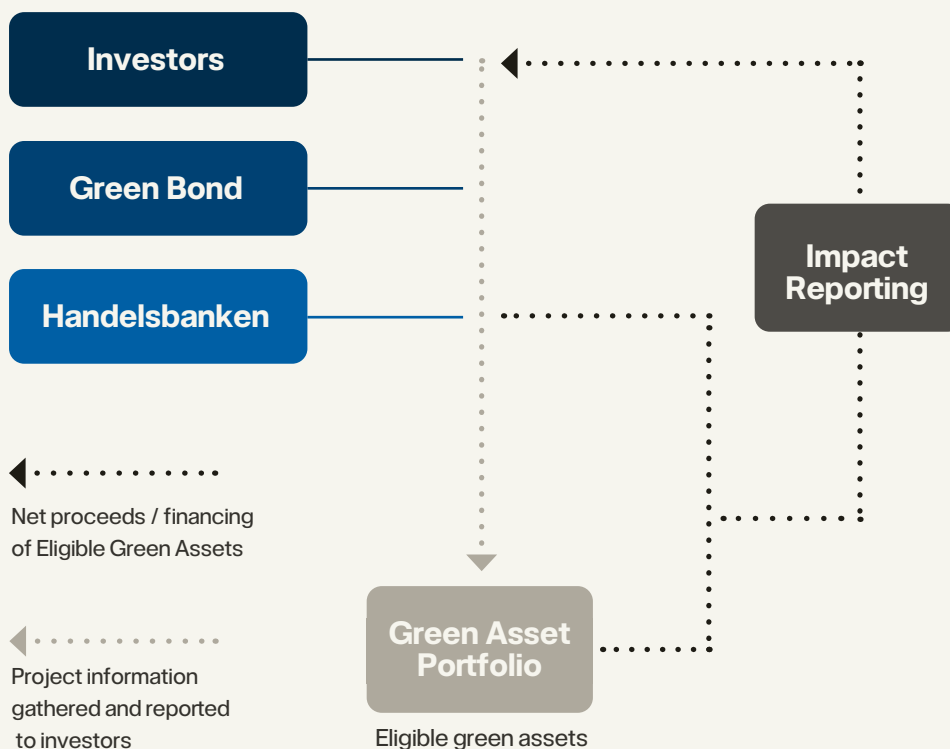 Investors
Green Bond
Handelsbanken
Impact
Reporting
Net proceeds / financing
of Eligible Green Assets
Project information
gathered and reported
to investors
Green Asset
Portfolio
Eligible green assets